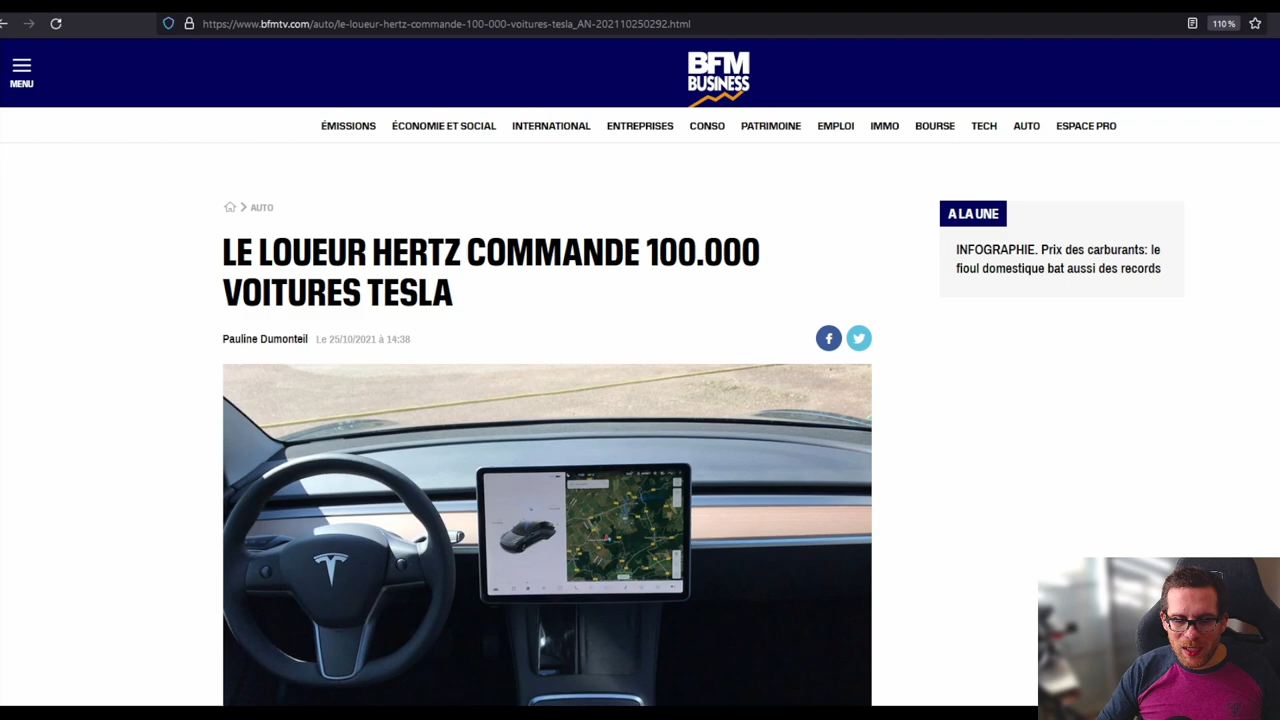 https://www.bfmtv.com/auto/le-loueur-hertz-commande-100-000-voitures-tesla_AN-202110250292.html
110%
MENU
BFM
BUSINESS
ÉMISSIONS ÉCONOMIE ET SOCIAL INTERNATIONAL ENTREPRISES CONSO PATRIMOINE EMPLOI IMMO BOURSE TECH AUTO ESPACE PRO
AUTO
LE LOUEUR HERTZ COMMANDE 100.000
VOITURES TESLA
Pauline Dumonteil Le 25/10/2021 à 14:38
A LA UNE
INFOGRAPHIE. Prix des carburants: le
fioul domestique bat aussi des records